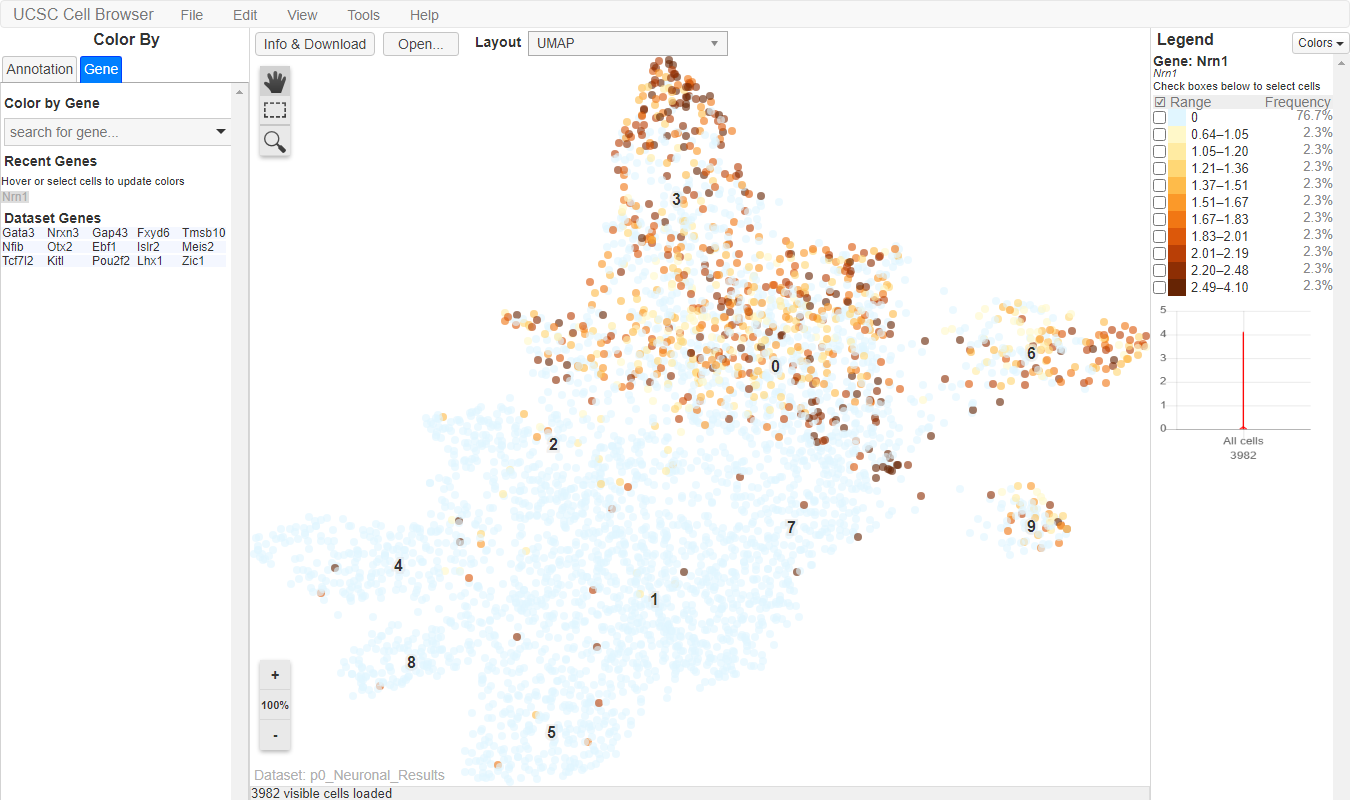 UCSC Cell Browser File Edit View Tools Help
Color By
Annotation Gene
Color by Gene
search for gene...
Recent Genes
Hover or select cells to update colors
Nrn1
Dataset Genes
Gata3 Nrxn3 Gap43 Fxyd6 Tmsb10
Nfib Otx2 Ebf1 Islr2 Meis2
Tcf7l2 Kitl Pou2f2 Lhx1 Zic1
Info & Download Open... Layout UMAP
3
0
6
2
7
9
4
1
8
5
+
100%
-
Dataset: p0_Neuronal_Results
3982 visible cells loaded
Legend Colors
Gene: Nrn1
Nrn1
Check boxes below to select cells
Range Frequency
0 76.7%
0.64–1.05 2.3%
1.05–1.20 2.3%
1.21–1.36 2.3%
1.37–1.51 2.3%
1.51–1.67 2.3%
1.67–1.83 2.3%
1.83–2.01 2.3%
2.01–2.19 2.3%
2.20–2.48 2.3%
2.49–4.10 2.3%
5
4
3
2
1
0
All cells
3982